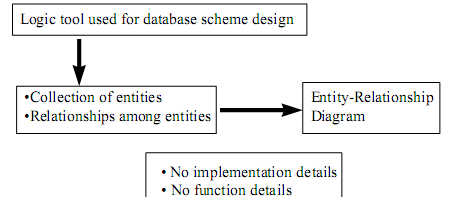 Logic tool used for database scheme design
•Collection of entities
•Relationships among entities
Entity-Relationship
Diagram
• No implementation details
• No function details